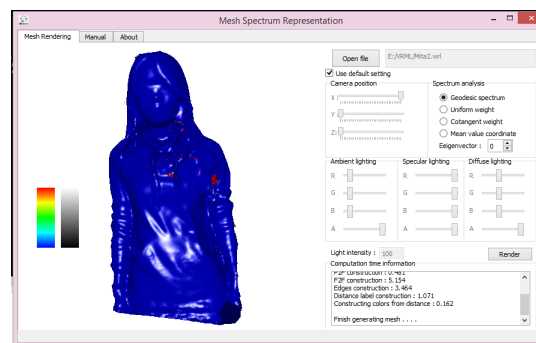 Mesh Spectrum Representation
Mesh Rendering Manual About
Open file E:/VRML/Mita2.wrl
Use default setting
Camera position
X :
Y :
Z:
Spectrum analysis
Geodesic spectrum
Uniform weight
Cotangent weight
Mean value coordinate
Eeigenvector : 0
Ambient lighting
R
G
B
A
Specular lighting
R
G
B
A
Diffuse lighting
R
G
B
A
Light intensity : 100 Render
Computation time information
F2F construction : 5.154
Edges construction : 3.464
Distance label construction : 1.071
Constructing colors from distance : 0.162
Finish generating mesh . . . .